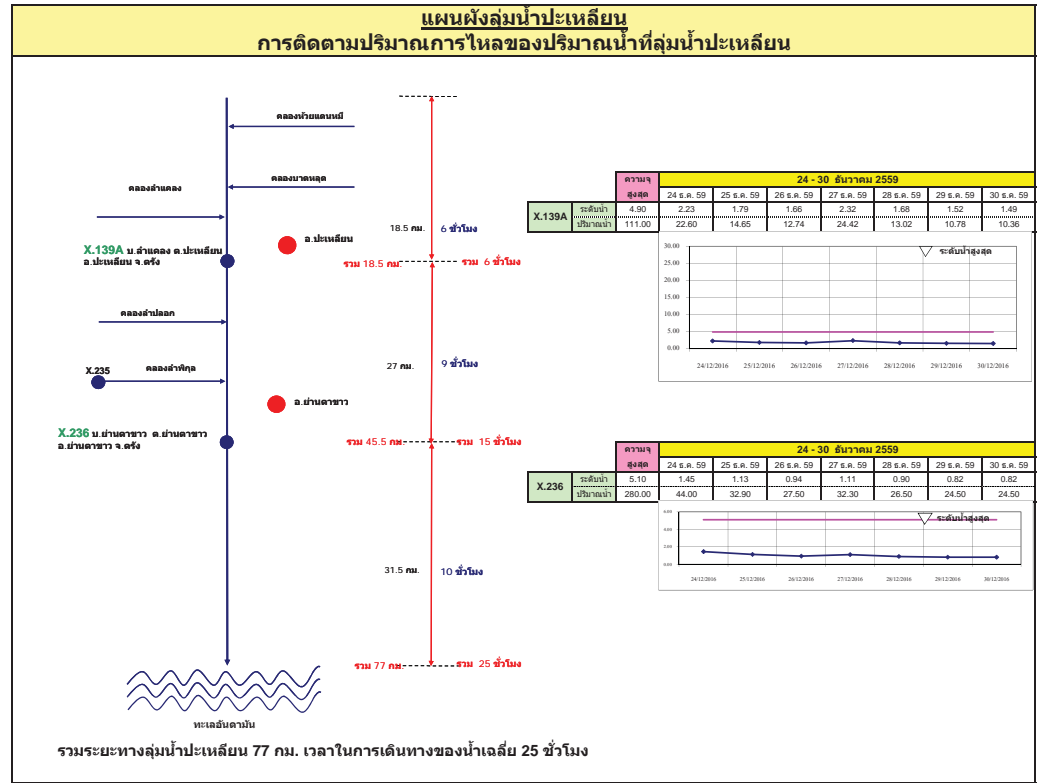 แผนผังลุ่มน้ำปะเหลียน
การติดตามปริมาณการไหลของปริมาณน้ำที่ลุ่มน้ำปะเหลียน
คลองห้วยแดนหมี
คลองบาดหลุด
คลองลำแคลง
18.5 กม. 6 ชั่วโมง
อ.ปะเหลียน
X.139A บ.ลำแคลง ต.ปะเหลียน
อ.ปะเหลียน จ.ตรัง
รวม 18.5 กม. รวม 6 ชั่วโมง
คลองลำปลอก
X.235 คลองลำพิกุล
27 กม. 9 ชั่วโมง
อ.ย่านตาขาว
X.236 บ.ย่านตาขาว ต.ย่านตาขาว
อ.ย่านตาขาว จ.ตรัง
รวม 45.5 กม. รวม 15 ชั่วโมง
31.5 กม. 10 ชั่วโมง
รวม 77 กม. รวม 25 ชั่วโมง
ทะเลอันดามัน
รวมระยะทางลุ่มน้ำปะเหลียน 77 กม. เวลาในการเดินทางของน้ำเฉลี่ย 25 ชั่วโมง
ความจุ 24 - 30 ธันวาคม 2559
สูงสุด 24 ธ.ค. 59 25 ธ.ค. 59 26 ธ.ค. 59 27 ธ.ค. 59 28 ธ.ค. 59 29 ธ.ค. 59 30 ธ.ค. 59
X.139A
ระดับน้ำ 4.90 2.23 1.79 1.66 2.32 1.68 1.52 1.49
ปริมาณน้ำ 111.00 22.60 14.65 12.74 24.42 13.02 10.78 10.36
ระดับน้ำสูงสุด
30.00
25.00
20.00
15.00
10.00
5.00
0.00
24/12/2016 25/12/2016 26/12/2016 27/12/2016 28/12/2016 29/12/2016 30/12/2016
ความจุ 24 - 30 ธันวาคม 2559
สูงสุด 24 ธ.ค. 59 25 ธ.ค. 59 26 ธ.ค. 59 27 ธ.ค. 59 28 ธ.ค. 59 29 ธ.ค. 59 30 ธ.ค. 59
X.236
ระดับน้ำ 5.10 1.45 1.13 0.94 1.11 0.90 0.82 0.82
ปริมาณน้ำ 280.00 44.00 32.90 27.50 32.30 26.50 24.50 24.50
ระดับน้ำสูงสุด
6.00
4.00
2.00
0.00
24/12/2016 25/12/2016 26/12/2016 27/12/2016 28/12/2016 29/12/2016 30/12/2016